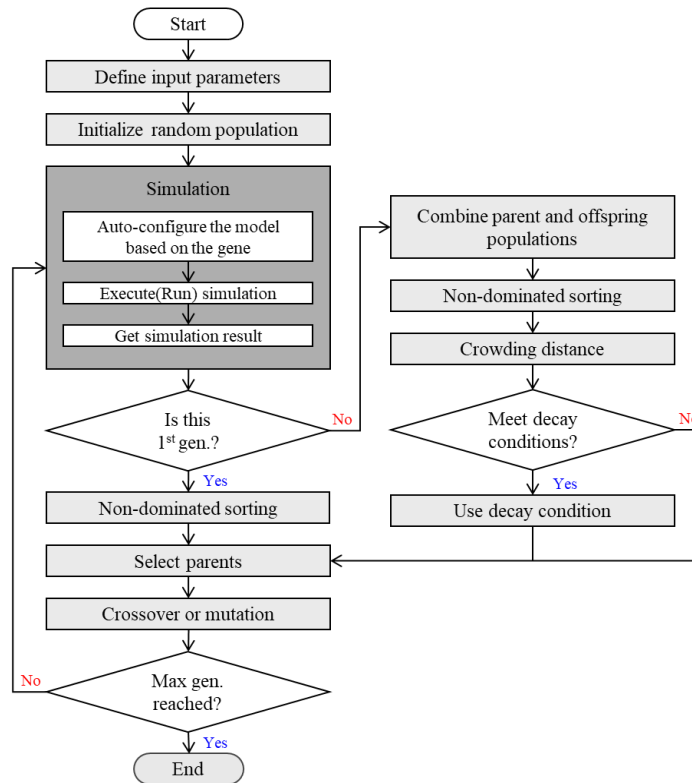 Start
Define input parameters
Initialize random population
Simulation
Auto-configure the model
based on the gene
Execute(Run) simulation
Get simulation result
Is this
1st gen.?
No
Yes
Non-dominated sorting
Select parents
Crossover or mutation
Max gen.
reached?
No
Yes
End
Combine parent and offspring
populations
Non-dominated sorting
Crowding distance
Meet decay
conditions?
No
Yes
Use decay condition